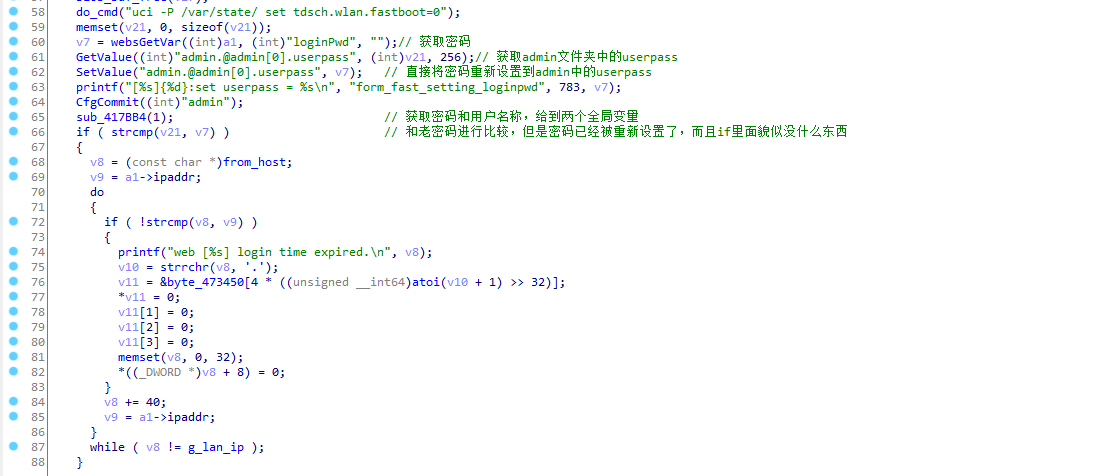 58 do_cmd("uci -P /var/state/ set tdsch.wlan.fastboot=0");
59 memset(v21, 0, sizeof(v21));
60 v7 = websGetVar((int)a1, (int)"loginPwd", "");// 获取密码
61 GetValue((int)"admin.@admin[0].userpass", (int)v21, 256);// 获取admin文件夹中的userpass
62 SetValue("admin.@admin[0].userpass", v7); // 直接将密码重新设置到admin中的userpass
63 printf("[%s]{%d}:set userpass = %s\n", "form_fast_setting_loginpwd", 783, v7);
64 CfgCommit((int)"admin");
65 sub_417BB4(1); // 获取密码和用户名称，给到两个全局变量
66 if ( strcmp(v21, v7) ) // 和老密码进行比较，但是密码已经被重新设置了，而且if里面貌似没什么东西
67 {
68 v8 = (const char *)from_host;
69 v9 = a1->ipaddr;
70 do
71 {
72 if ( !strcmp(v8, v9) )
73 {
74 printf("web [%s] login time expired.\n", v8);
75 v10 = strrchr(v8, '.');
76 v11 = &byte_473450[4 * ((unsigned __int64)atoi(v10 + 1) >> 32)];
77 *v11 = 0;
78 v11[1] = 0;
79 v11[2] = 0;
80 v11[3] = 0;
81 memset(v8, 0, 32);
82 *((_DWORD *)v8 + 8) = 0;
83 }
84 v8 += 40;
85 v9 = a1->ipaddr;
86 }
87 while ( v8 != g_lan_ip );
88 }